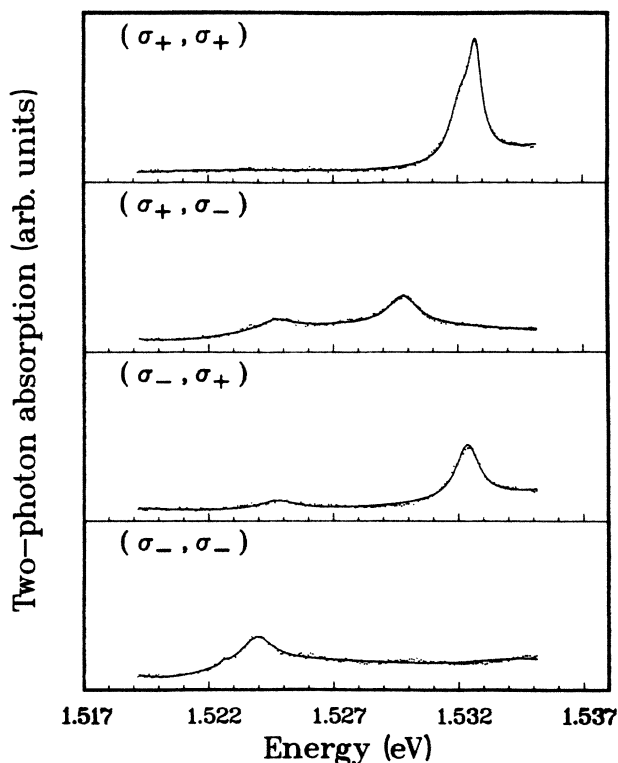 Two-photon absorption (arb. units)
( σ₊ , σ₊ )
( σ₊ , σ₋ )
( σ₋ , σ₊ )
( σ₋ , σ₋ )
1.517 1.522 1.527 1.532 1.537
Energy (eV)